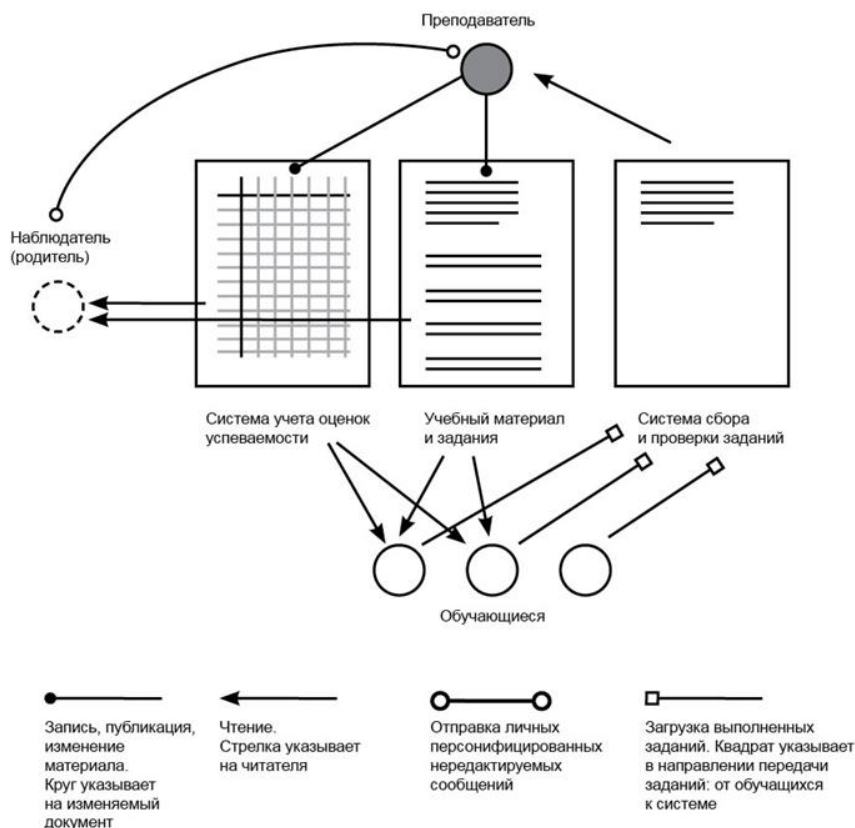 Преподаватель
Наблюдатель
(родитель)
Система учета оценок
успеваемости
Учебный материал
и задания
Система сбора
и проверки заданий
Обучающиеся
Запись, публикация,
изменение
материала.
Круг указывает
на изменяемый
документ
Чтение.
Стрелка указывает
на читателя
Отправка личных
персонифицированных
нередактируемых
сообщений
Загрузка выполненных
заданий. Квадрат указывает
в направлении передачи
заданий: от обучащихся
к системе